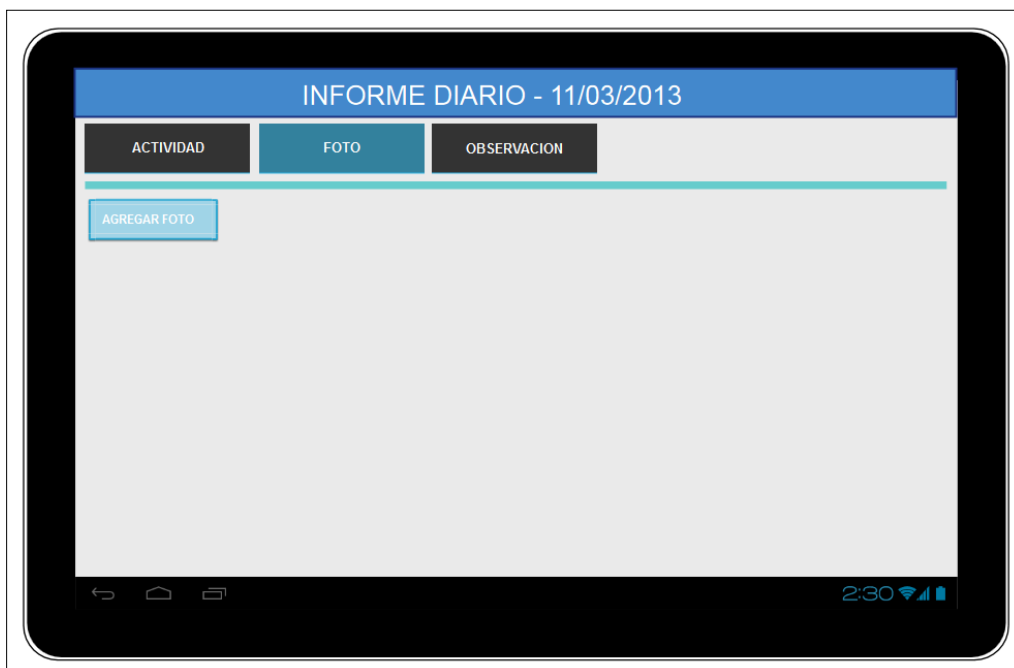 INFORME DIARIO - 11/03/2013
ACTIVIDAD FOTO OBSERVACION
AGREGAR FOTO
2:30